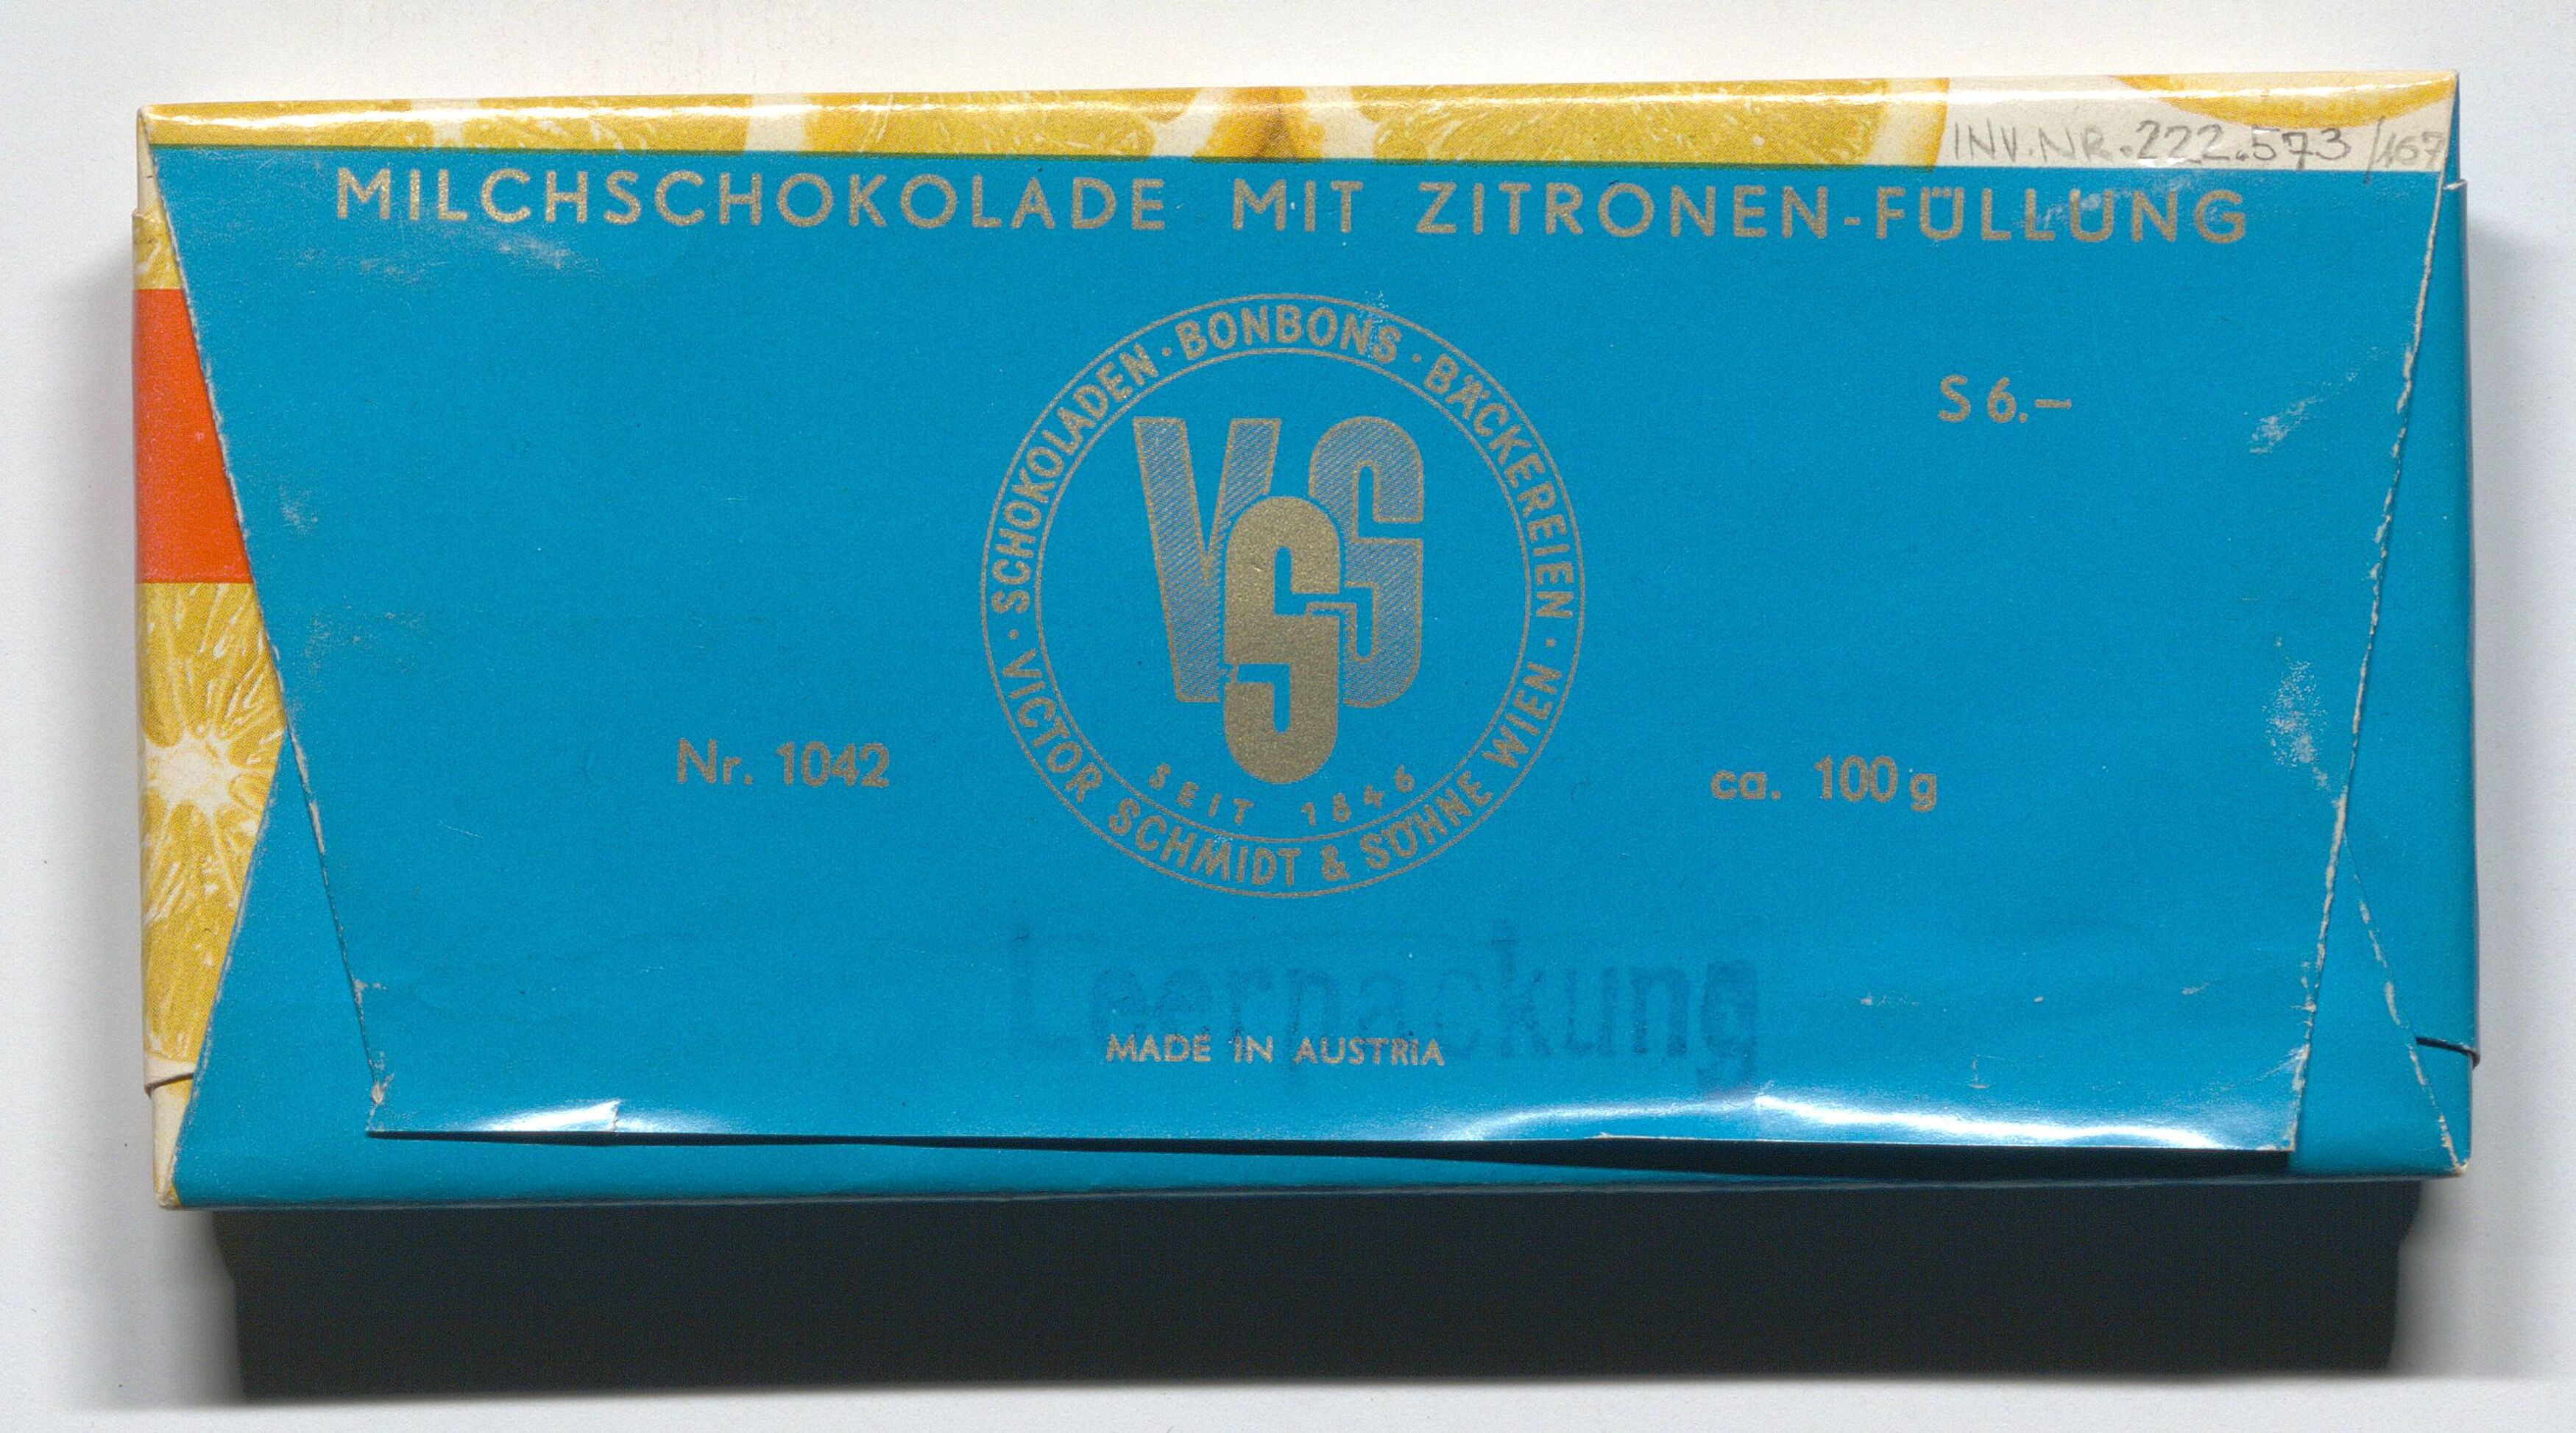 INV.NR.222.573/167
MILCHSCHOKOLADE MIT ZITRONEN-FÜLLUNG
· SCHOKOLADEN · BONBONS · BÄCKEREIEN ·
S 6.–
VSS
Nr. 1042
SEIT 1846
ca. 100 g
VICTOR SCHMIDT & SÖHNE WIEN
Leerpackung
MADE IN AUSTRIA